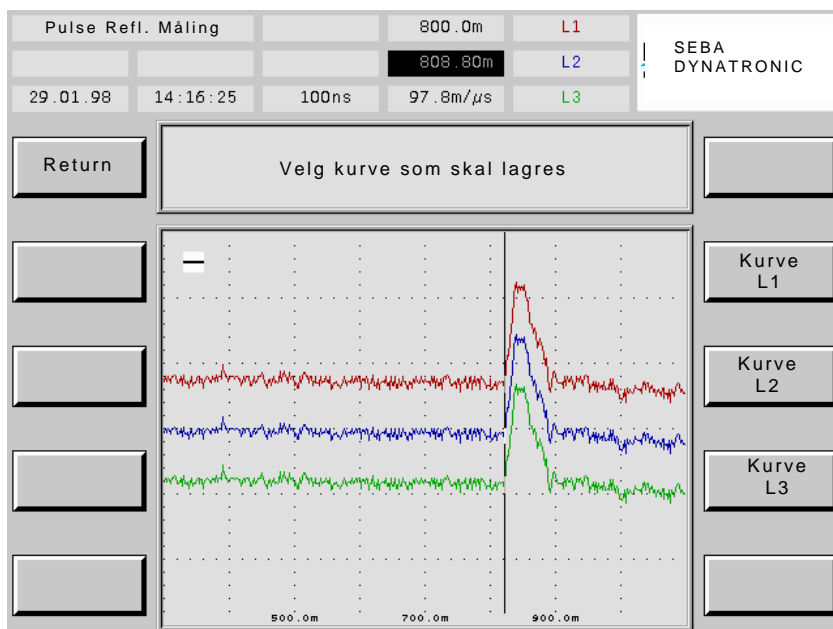 Pulse Refl. Måling
800.0m
L1
808.80m
L2
29.01.98
14:16:25
100ns
97.8m/µs
L3
SEBA
DYNATRONIC
Return
Velg kurve som skal lagres
Kurve
L1
Kurve
L2
Kurve
L3
500.0m
700.0m
900.0m